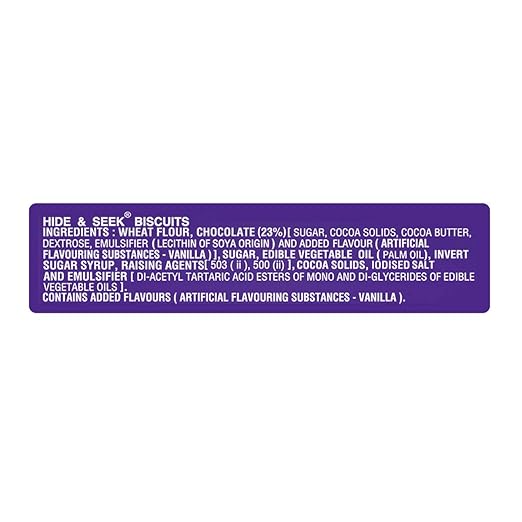 HIDE & SEEK® BISCUITS
INGREDIENTS : WHEAT FLOUR, CHOCOLATE (23%)[ SUGAR, COCOA SOLIDS, COCOA BUTTER,
DEXTROSE, EMULSIFIER ( LECITHIN OF SOYA ORIGIN ) AND ADDED FLAVOUR ( ARTIFICIAL
FLAVOURING SUBSTANCES - VANILLA ) ], SUGAR, EDIBLE VEGETABLE OIL ( PALM OIL), INVERT
SUGAR SYRUP, RAISING AGENTS[ 503 ( ii ), 500 (ii) ], COCOA SOLIDS, IODISED SALT
AND EMULSIFIER [ DI-ACETYL TARTARIC ACID ESTERS OF MONO AND DI-GLYCERIDES OF EDIBLE
VEGETABLE OILS ].
CONTAINS ADDED FLAVOURS ( ARTIFICIAL FLAVOURING SUBSTANCES - VANILLA ).